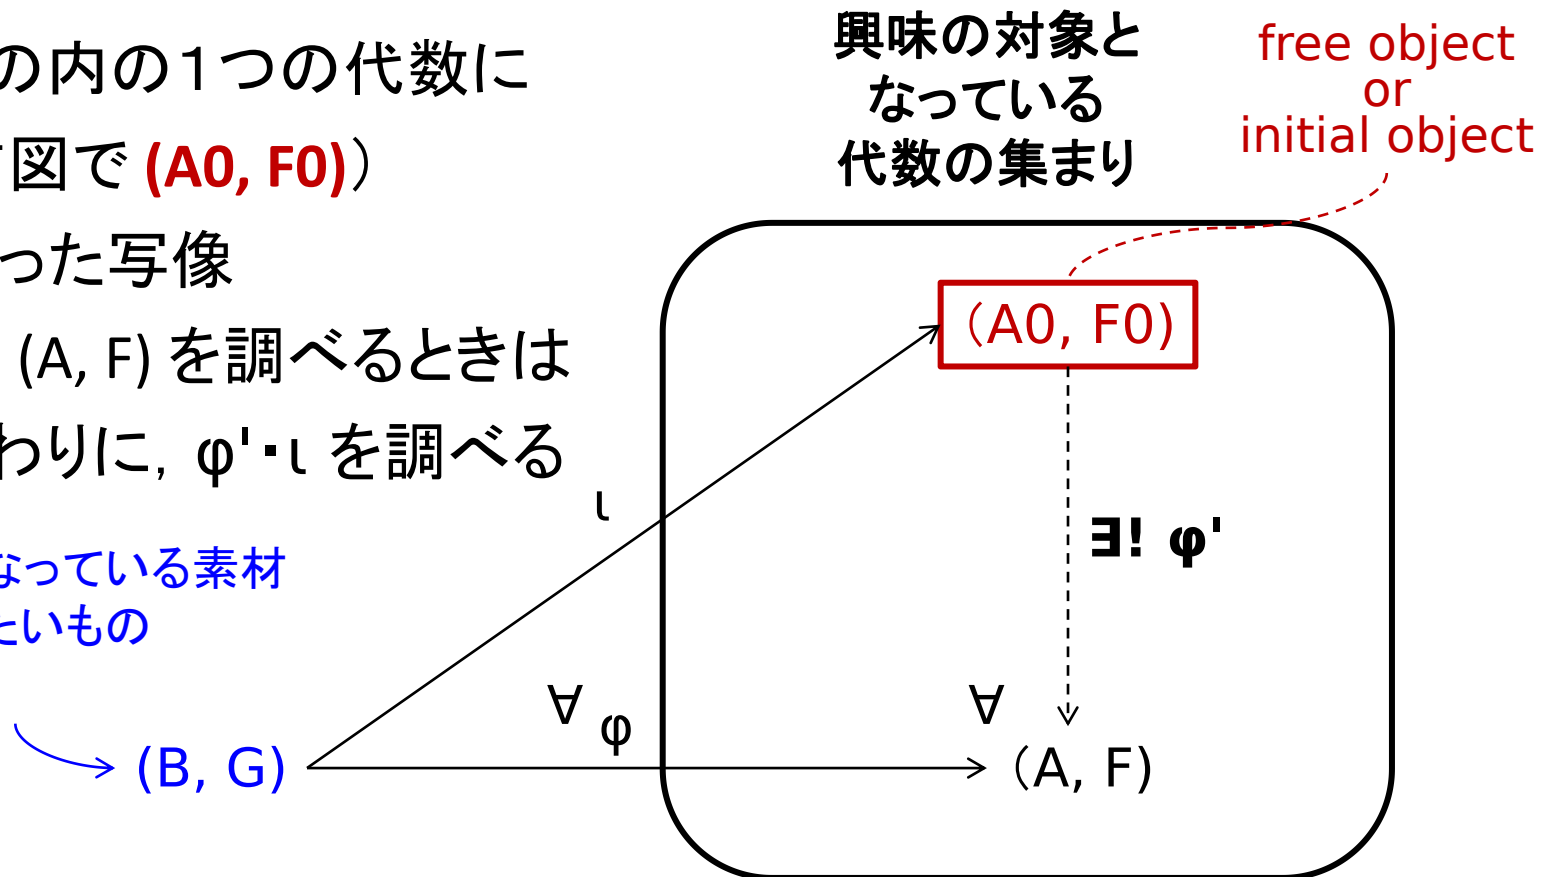 の内の１つの代数に
図で (A0, F0)）
った写像
(A, F) を調べるときは
わりに，φ'・ι を調べる
なっている素材
たいもの
(B, G)
興味の対象と
なっている
代数の集まり
free object
or
initial object
（A0, F0)
ι
∃! φ'
∀
φ
∀
（A, F)